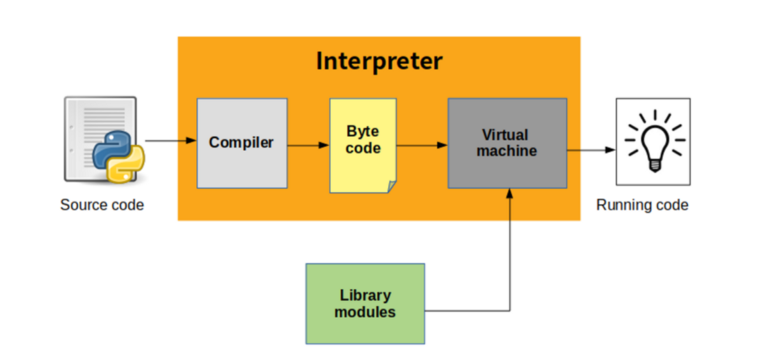 Interpreter
Compiler
Byte
code
Virtual
machine
Source code
Running code
Library
modules